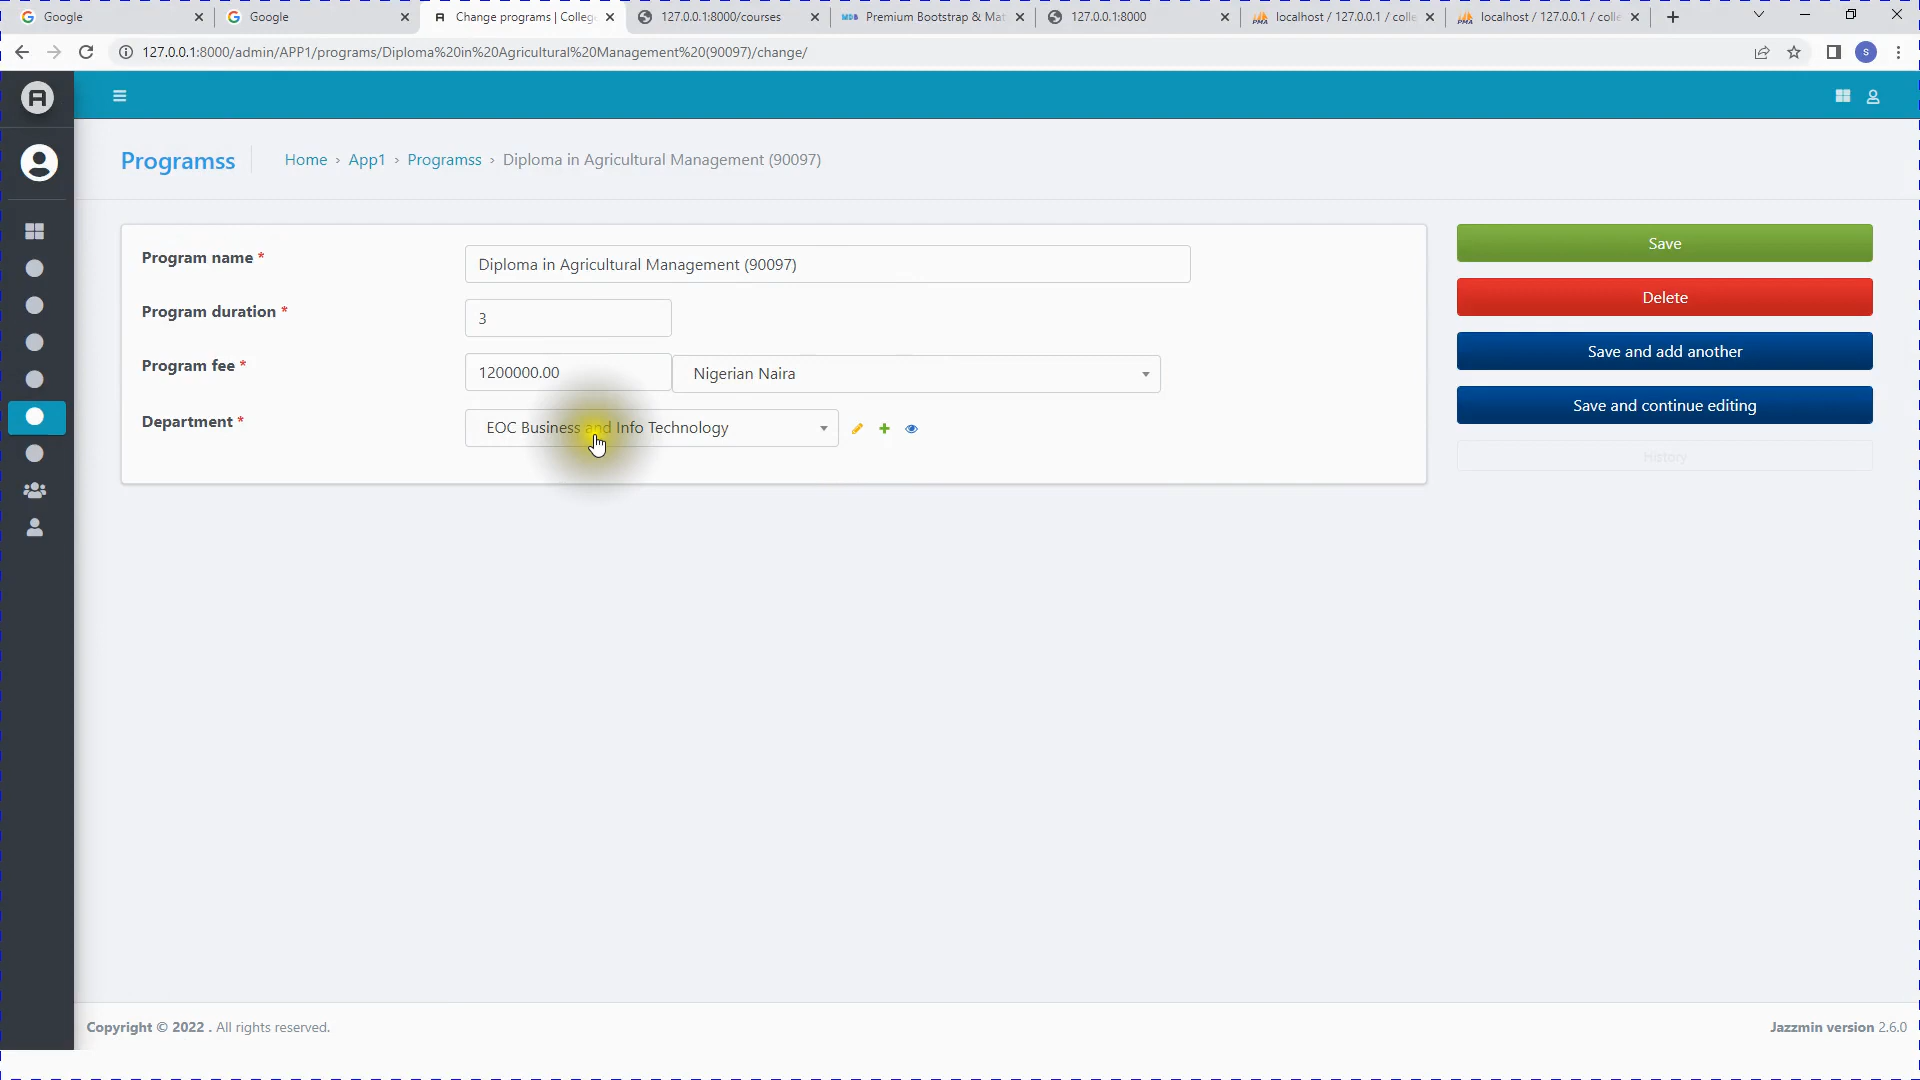 Google
Google
Change programs | Colleg
127.0.0.1:8000/courses
Premium Bootstrap & Mat
127.0.0.1:8000
localhost / 127.0.0.1 / colle
localhost / 127.0.0.1 / colle
127.0.0.1:8000/admin/APP1/programs/Diploma%20in%20Agricultural%20Management%20(90097)/change/
S
Programss
Home › App1 › Programss › Diploma in Agricultural Management (90097)
Program name *
Diploma in Agricultural Management (90097)
Program duration *
3
Program fee *
1200000.00
Nigerian Naira
Department *
EOC Business and Info Technology
Save
Delete
Save and add another
Save and continue editing
History
Copyright © 2022 . All rights reserved.
Jazzmin version 2.6.0